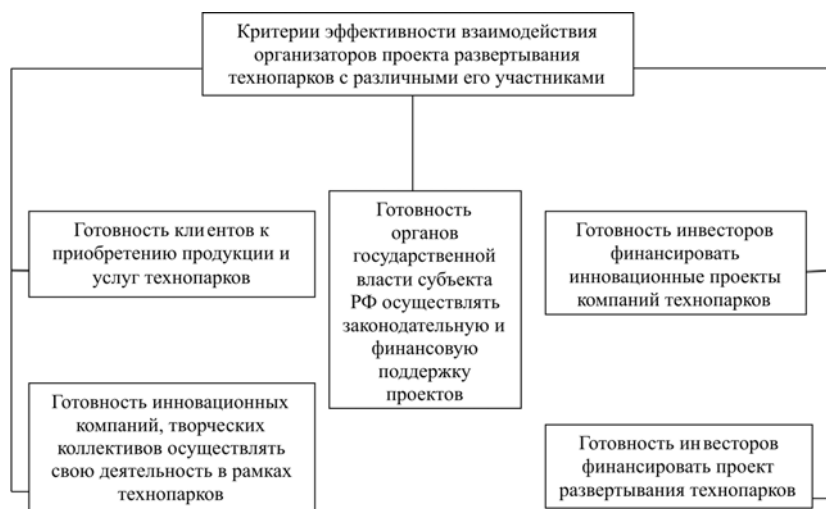 Критерии эффективности взаимодействия
организаторов проекта развертывания
технопарков с различными его участниками
Готовность клиентов к
приобретению продукции и
услуг технопарков
Готовность
органов
государственной
власти субъекта
РФ осуществлять
законодательную и
финансовую
поддержку
проектов
Готовность инвесторов
финансировать
инновационные проекты
компаний технопарков
Готовность инновационных
компаний, творческих
коллективов осуществлять
свою деятельность в рамках
технопарков
Готовность инвесторов
финансировать проект
развертывания технопарков